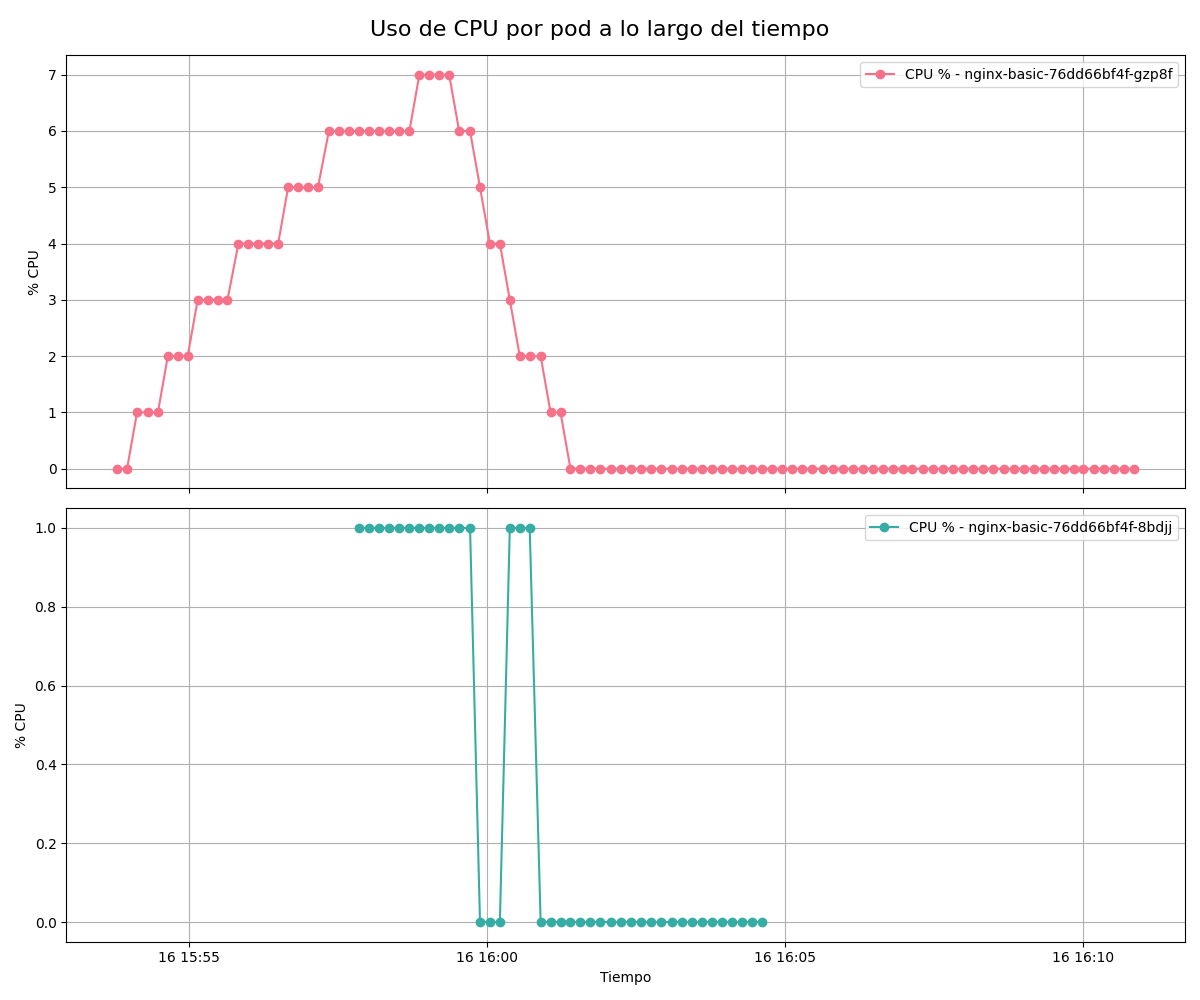 Uso de CPU por pod a lo largo del tiempo
CPU % - nginx-basic-76dd66bf4f-gzp8f
7
6
5
4
3
2
1
0
% CPU
CPU % - nginx-basic-76dd66bf4f-8bdjj
1.0
0.8
0.6
0.4
0.2
0.0
% CPU
16 15:55 16 16:00 16 16:05 16 16:10
Tiempo